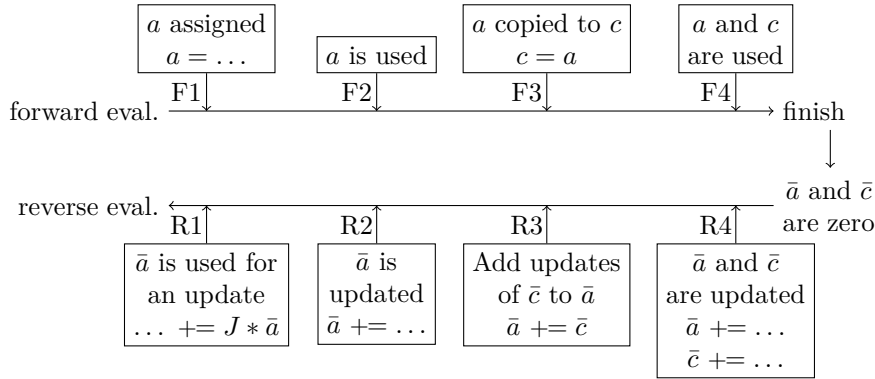 a assigned
a = …
a is used
a copied to c
c = a
a and c
are used
F1
F2
F3
F4
forward eval.
finish
reverse eval.
ā and c̄
are zero
R1
R2
R3
R4
ā is used for
an update
… += J ∗ ā
ā is
updated
ā += …
Add updates
of c̄ to ā
ā += c̄
ā and c̄
are updated
ā += …
c̄ += …